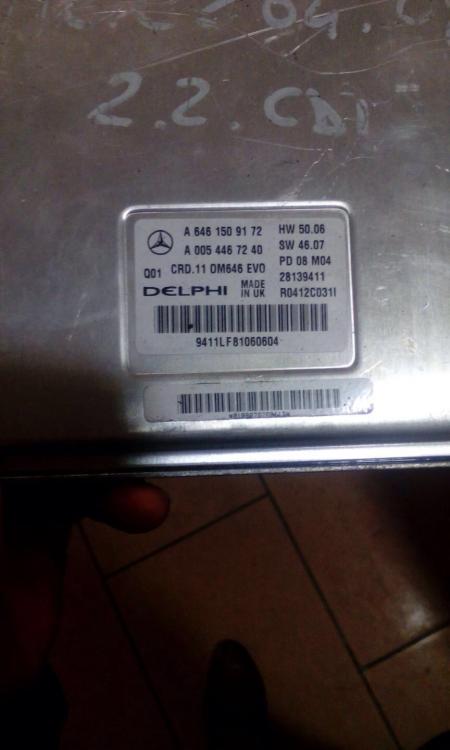 2.2. CDI
A 646 150 91 72 HW 50.06
A 005 446 72 40 SW 46.07
Q01 CRD.11 OM646 EVO PD 08 M04
DELPHI MADE IN UK 28139411
R0412C031I
9411LF81060604